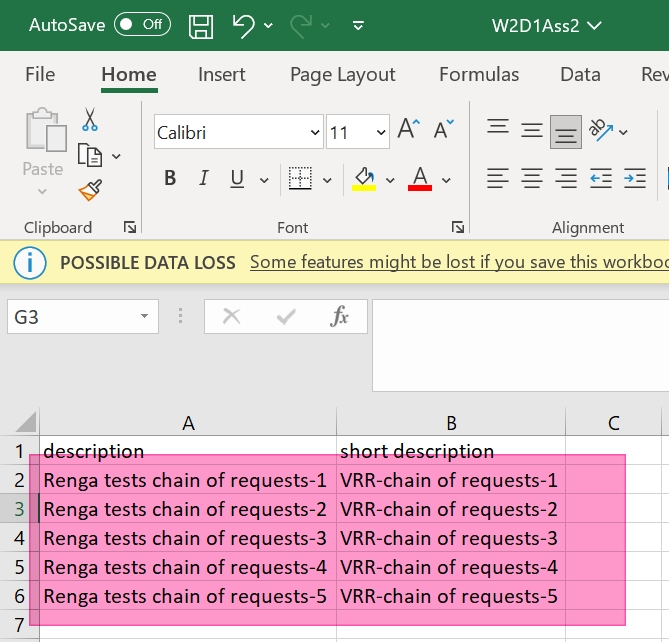 AutoSave Off W2D1Ass2
File Home Insert Page Layout Formulas Data Rev
Paste Calibri 11 A A
B I U A
Clipboard Font Alignment
POSSIBLE DATA LOSS Some features might be lost if you save this workboo
G3 fx
A B C
1 description short description
2 Renga tests chain of requests-1 VRR-chain of requests-1
3 Renga tests chain of requests-2 VRR-chain of requests-2
4 Renga tests chain of requests-3 VRR-chain of requests-3
5 Renga tests chain of requests-4 VRR-chain of requests-4
6 Renga tests chain of requests-5 VRR-chain of requests-5
7